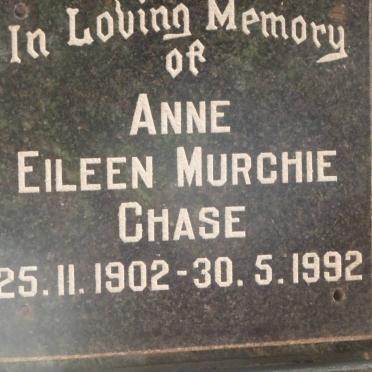 In Loving Memory
of
ANNE
EILEEN MURCHIE
CHASE
25.11.1902-30.5.1992